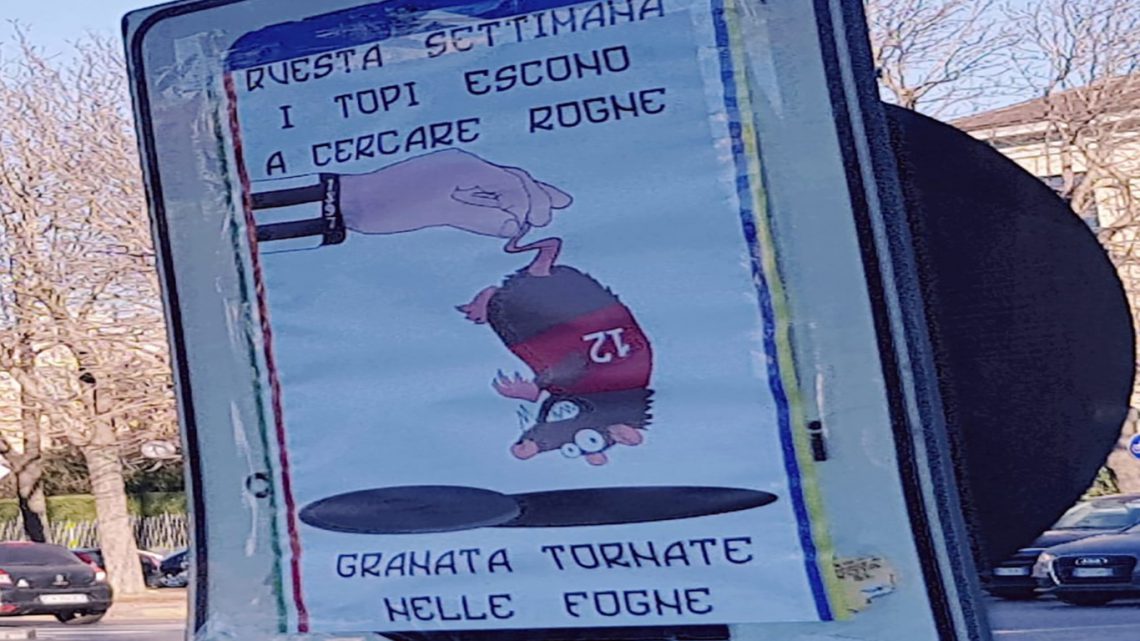 QUESTA SETTIMANA
I TOPI ESCONO
A CERCARE ROGNE
1897
12
GRANATA TORNATE
NELLE FOGNE